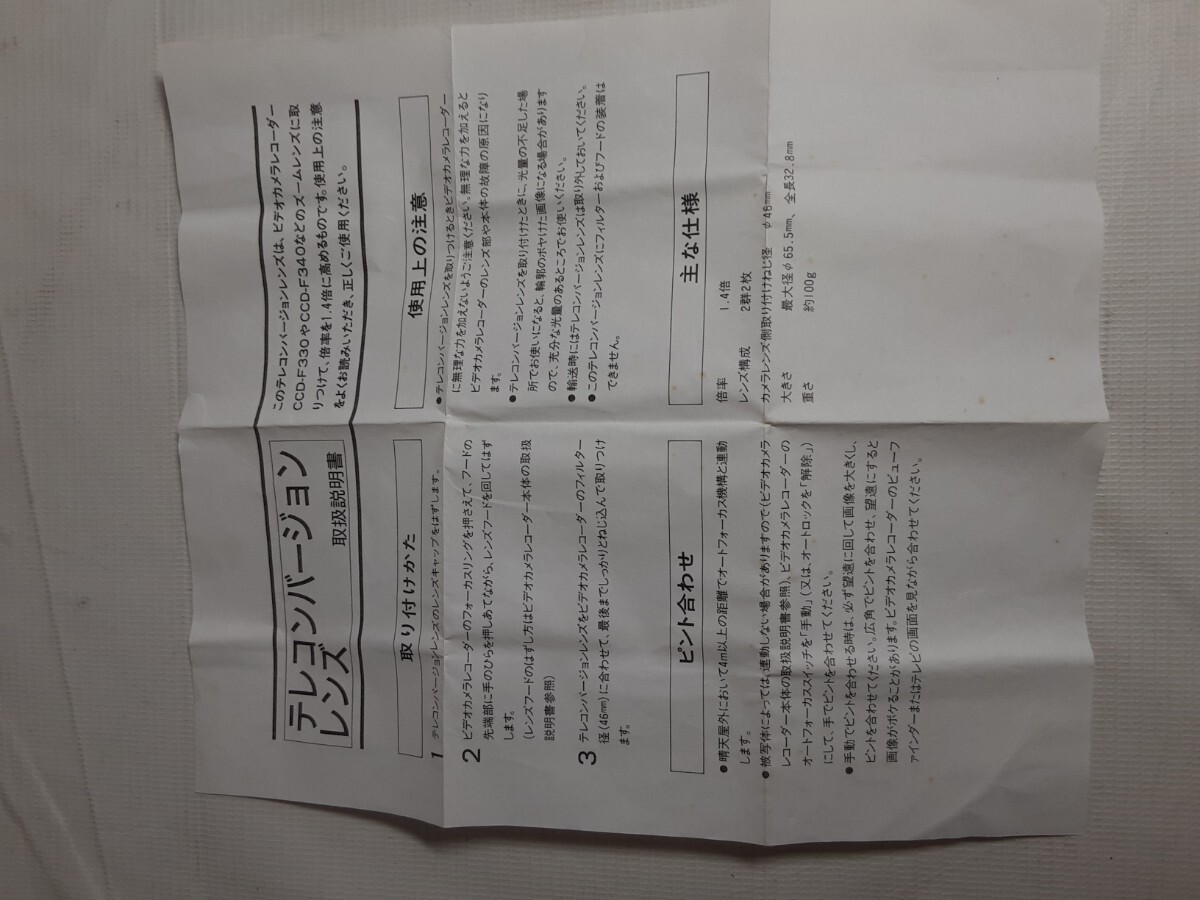 テレコンバージョン
レンズ
取扱説明書
このテレコンバージョンレンズは、ビデオカメラレコーダー
CCD-F330やCCD-F340などのズームレンズに取
りつけて、倍率を1.4倍に高めるものです。使用上の注意
をよくお読みいただき、正しくご使用ください。
取り付けかた
1 テレコンバージョンレンズのレンズキャップをはずします。
2 ビデオカメラレコーダーのフォーカスリングを押さえて、フードの
先端部に手のひらを押しあてながら、レンズフードを回してはず
します。
(レンズフードのはずし方はビデオカメラレコーダー本体の取扱
説明書参照)
3 テレコンバージョンレンズをビデオカメラレコーダーのフィルター
径(46mm)に合わせて、最後までしっかりとねじ込んで取りつけ
ます。
ピント合わせ
●晴天屋外において4m以上の距離でオートフォーカス機構と連動
します。
●被写体によっては、連動しない場合がありますので(ビデオカメラ
レコーダー本体の取扱説明書参照)、ビデオカメラレコーダーの
オートフォーカススイッチを「手動」(又は、オートロックを「解除」)
にして、手でピントを合わせてください。
●手動でピントを合わせる時は、必ず望遠に回して画像を大きくし、
ピントを合わせてください。広角でピントを合わせ、望遠にすると
画像がボケることがあります。ビデオカメラレコーダーのビューフ
ァインダーまたはテレビの画面を見ながら合わせてください。
使用上の注意
●テレコンバージョンレンズを取りつけるときビデオカメラレコーダー
に無理な力を加えないようご注意ください。無理な力を加えると
ビデオカメラレコーダーのレンズ部や本体の故障の原因になり
ます。
●テレコンバージョンレンズを取り付けたときに、光量の不足した場
所でお使いになると、輪郭のボヤけた画像になる場合があります
ので、充分な光量のあるところでお使いください。
●輸送時にはテレコンバージョンレンズは取り外しておいてください。
●このテレコンバージョンレンズにフィルターおよびフードの装着は
できません。
主な仕様
倍率 1.4倍
レンズ構成 2群2枚
カメラレンズ側取り付けねじ径 φ46mm
大きさ 最大径φ65.5mm、全長32.8mm
重さ 約100g